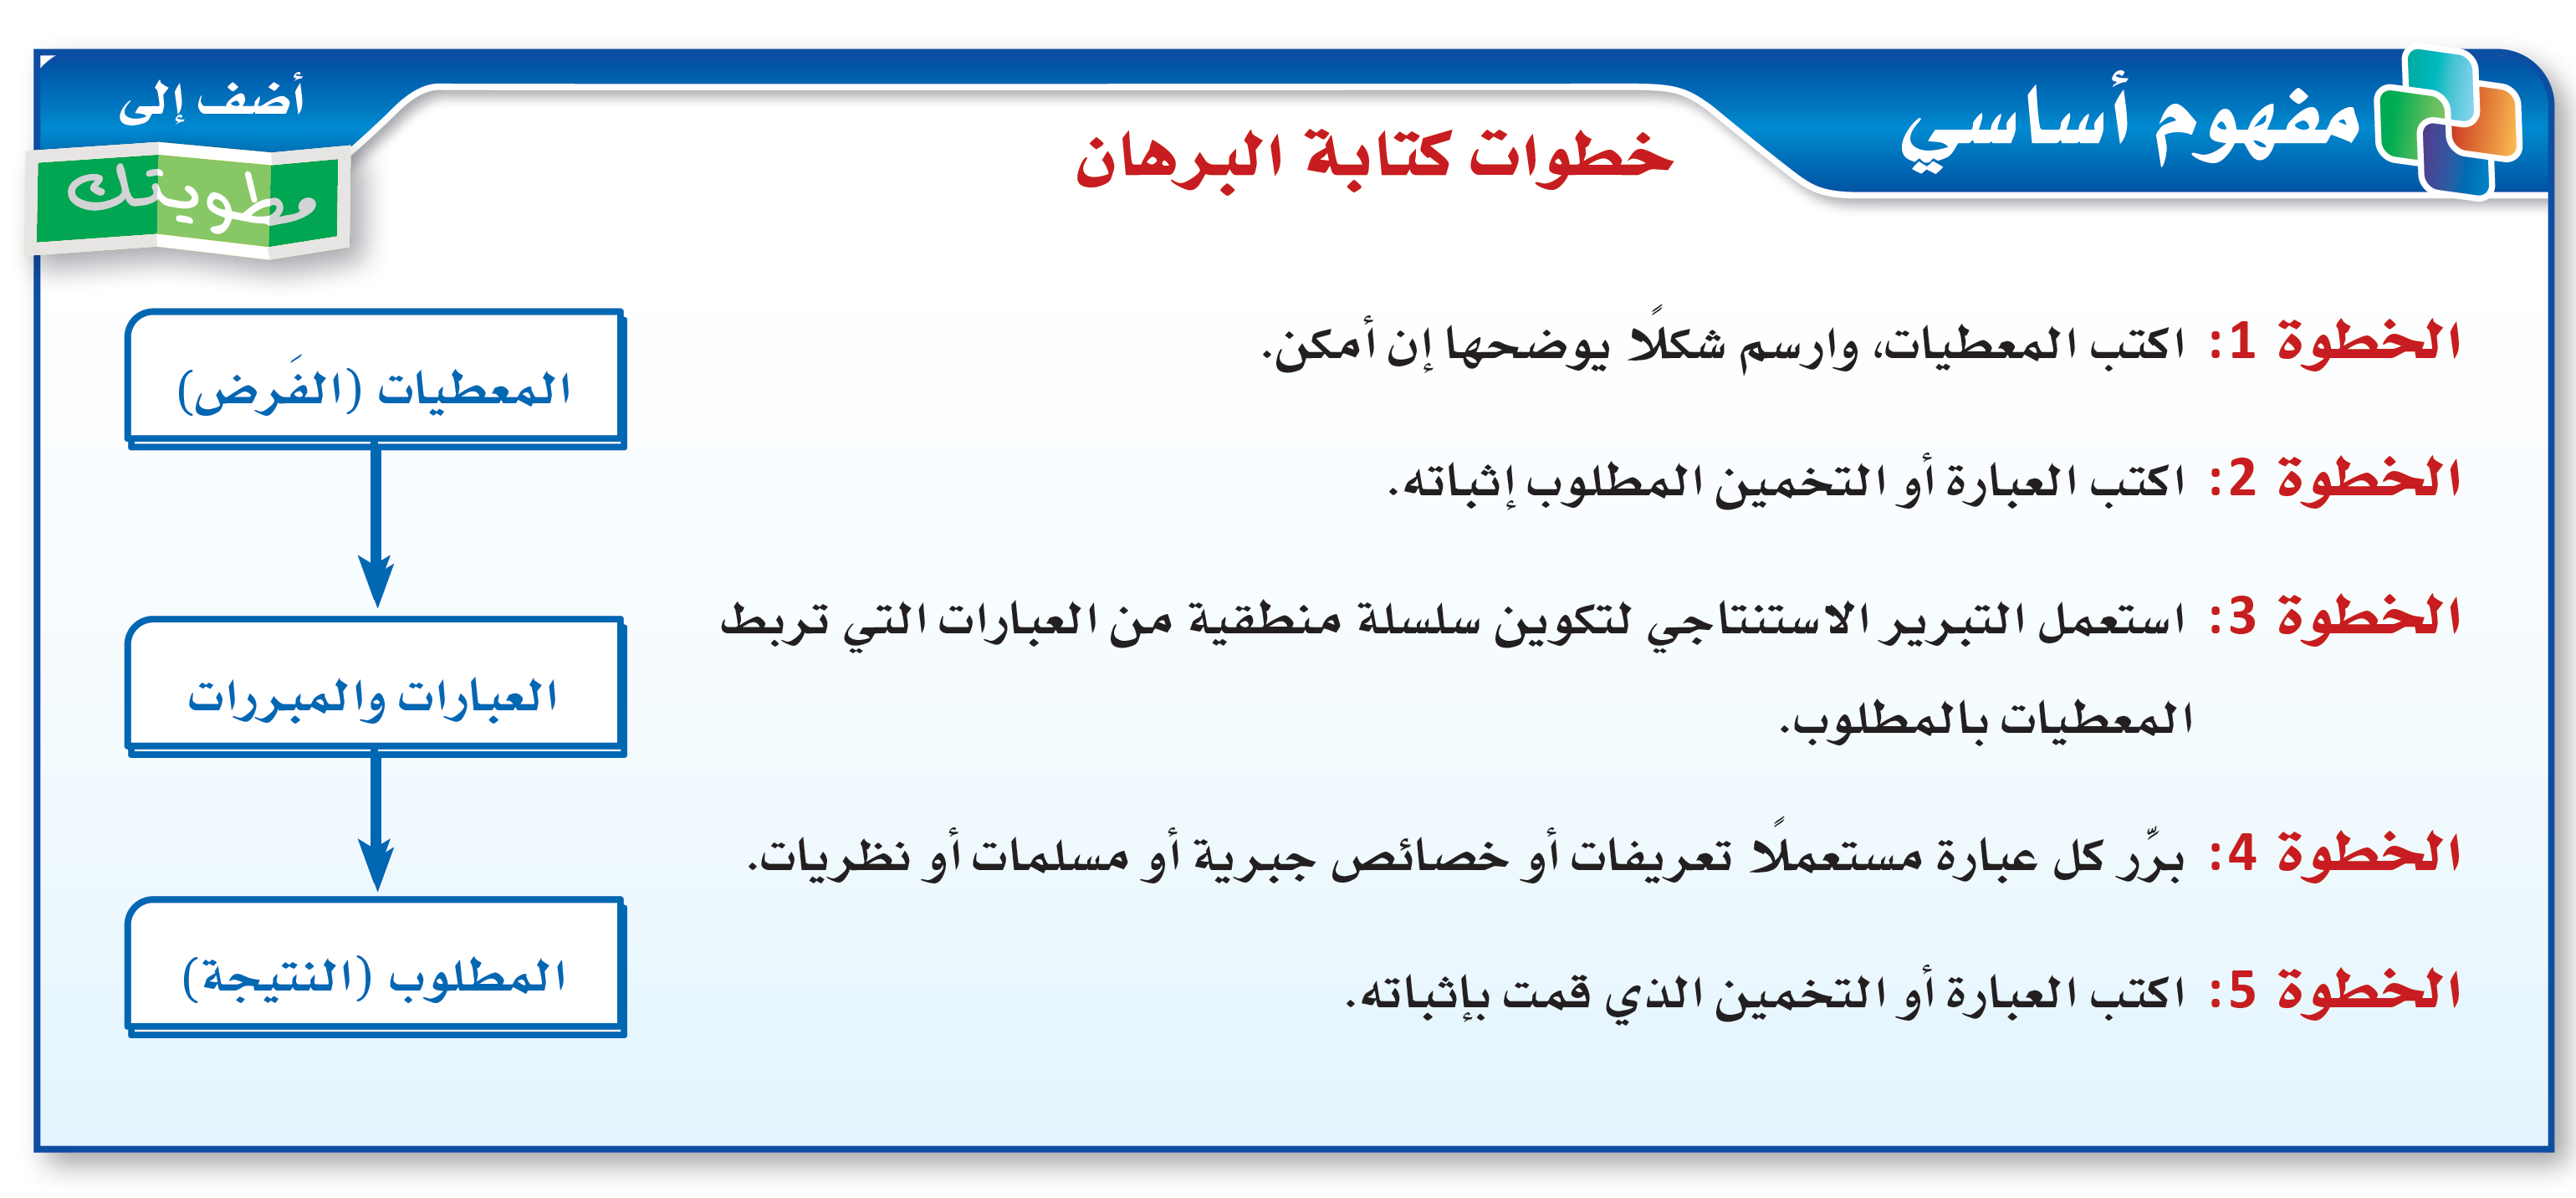 مفهوم أساسي
أضف إلى
مطويتك
خطوات كتابة البرهان
الخطوة 1: اكتب المعطيات، وارسم شكلًا يوضحها إن أمكن.
الخطوة 2: اكتب العبارة أو التخمين المطلوب إثباته.
الخطوة 3: استعمل التبرير الاستنتاجي لتكوين سلسلة منطقية من العبارات التي تربط
المعطيات بالمطلوب.
الخطوة 4: برِّر كل عبارة مستعملًا تعريفات أو خصائص جبرية أو مسلمات أو نظريات.
الخطوة 5: اكتب العبارة أو التخمين الذي قمت بإثباته.
المعطيات (الفَرض)
العبارات والمبررات
المطلوب (النتيجة)